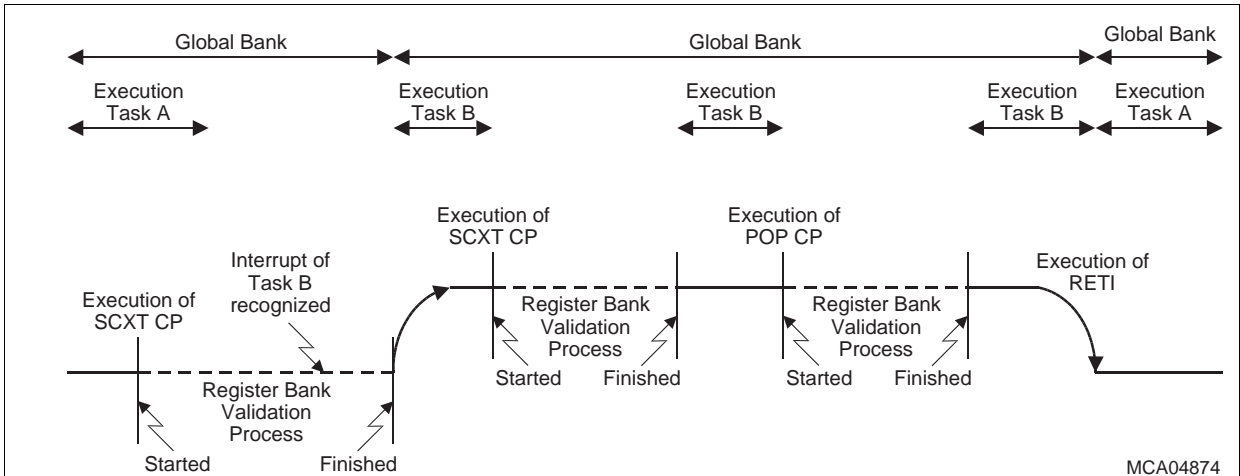 Global Bank
Global Bank
Global Bank
Execution
Task A
Execution
Task B
Execution
Task B
Execution
Task B
Execution
Task A
Execution of
SCXT CP
Interrupt of
Task B
recognized
Execution of
SCXT CP
Execution of
POP CP
Execution of
RETI
Register Bank
Validation
Process
Started
Finished
Register Bank
Validation
Process
Started
Finished
Register Bank
Validation
Process
Started
Finished
MCA04874